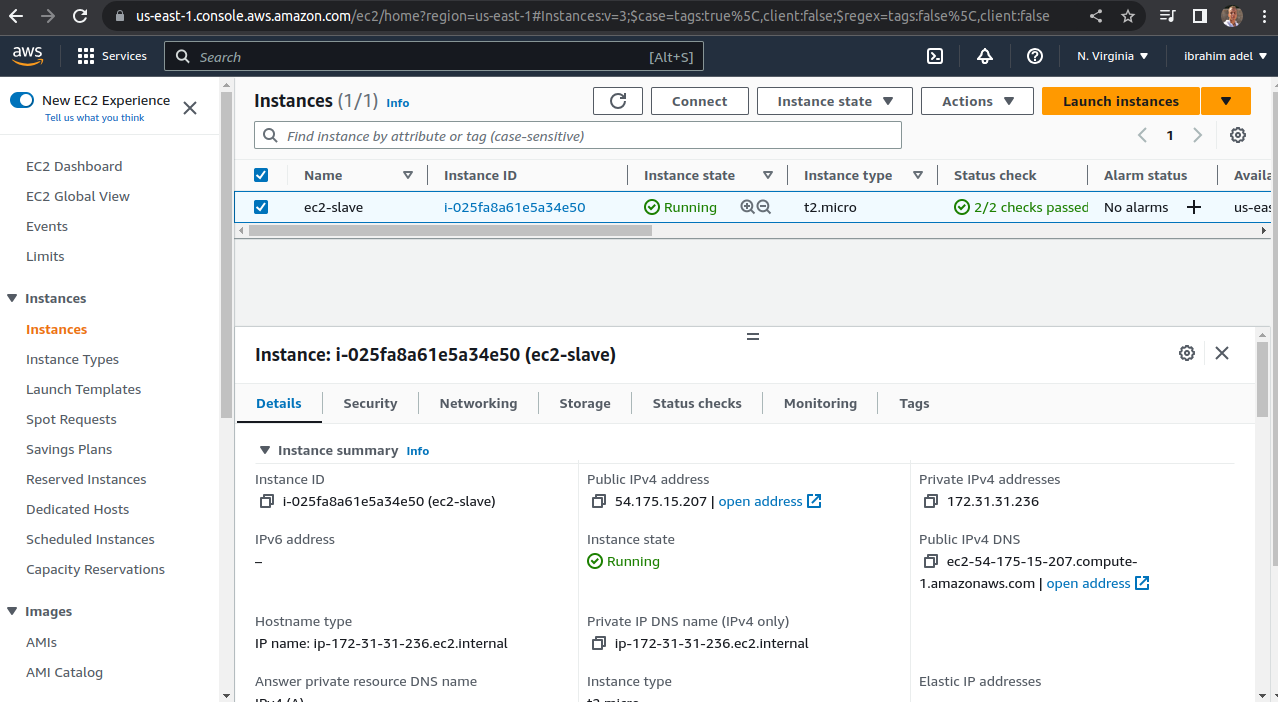 us-east-1.console.aws.amazon.com/ec2/home?region=us-east-1#Instances:v=3;$case=tags:true%5C,client:false;$regex=tags:false%5C,client:false
aws
Services
Search
[Alt+S]
N. Virginia
ibrahim adel
New EC2 Experience
Tell us what you think
EC2 Dashboard
EC2 Global View
Events
Limits
Instances
Instances
Instance Types
Launch Templates
Spot Requests
Savings Plans
Reserved Instances
Dedicated Hosts
Scheduled Instances
Capacity Reservations
Images
AMIs
AMI Catalog
Instances (1/1) Info
Connect
Instance state
Actions
Launch instances
Find instance by attribute or tag (case-sensitive)
1
Name Instance ID Instance state Instance type Status check Alarm status Availa
ec2-slave i-025fa8a61e5a34e50 Running t2.micro 2/2 checks passed No alarms us-eas
Instance: i-025fa8a61e5a34e50 (ec2-slave)
Details Security Networking Storage Status checks Monitoring Tags
Instance summary Info
Instance ID
i-025fa8a61e5a34e50 (ec2-slave)
Public IPv4 address
54.175.15.207 | open address
Private IPv4 addresses
172.31.31.236
IPv6 address
–
Instance state
Running
Public IPv4 DNS
ec2-54-175-15-207.compute-
1.amazonaws.com | open address
Hostname type
IP name: ip-172-31-31-236.ec2.internal
Private IP DNS name (IPv4 only)
ip-172-31-31-236.ec2.internal
Answer private resource DNS name
IPv4 (A)
Instance type
t2.micro
Elastic IP addresses